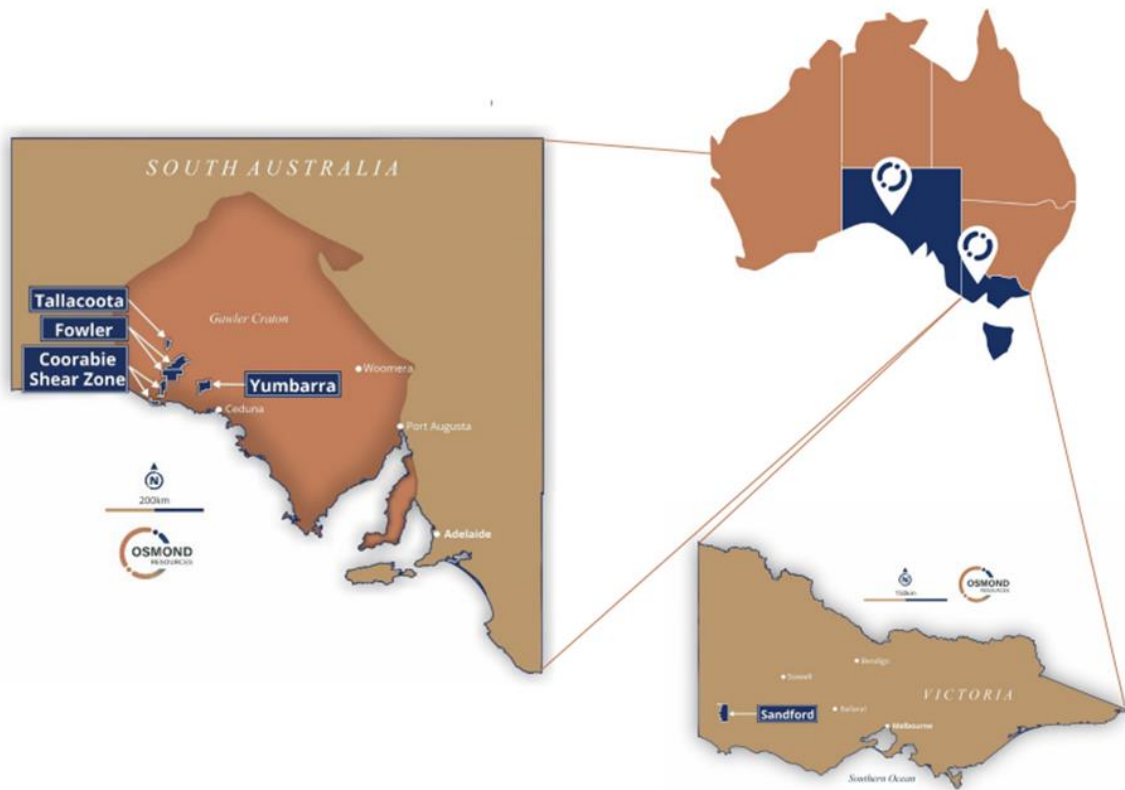 SOUTH AUSTRALIA
Tallacoota
Fowler
Coorabie
Shear Zone
Gawler Craton
Woomera
Yumbarra
Ceduna
Port Augusta
N
200km
OSMOND
RESOURCES
Adelaide
N
OSMOND
RESOURCES
Bendigo
Stawell
VICTORIA
Sandford
Ballarat
Melbourne
Southern Ocean